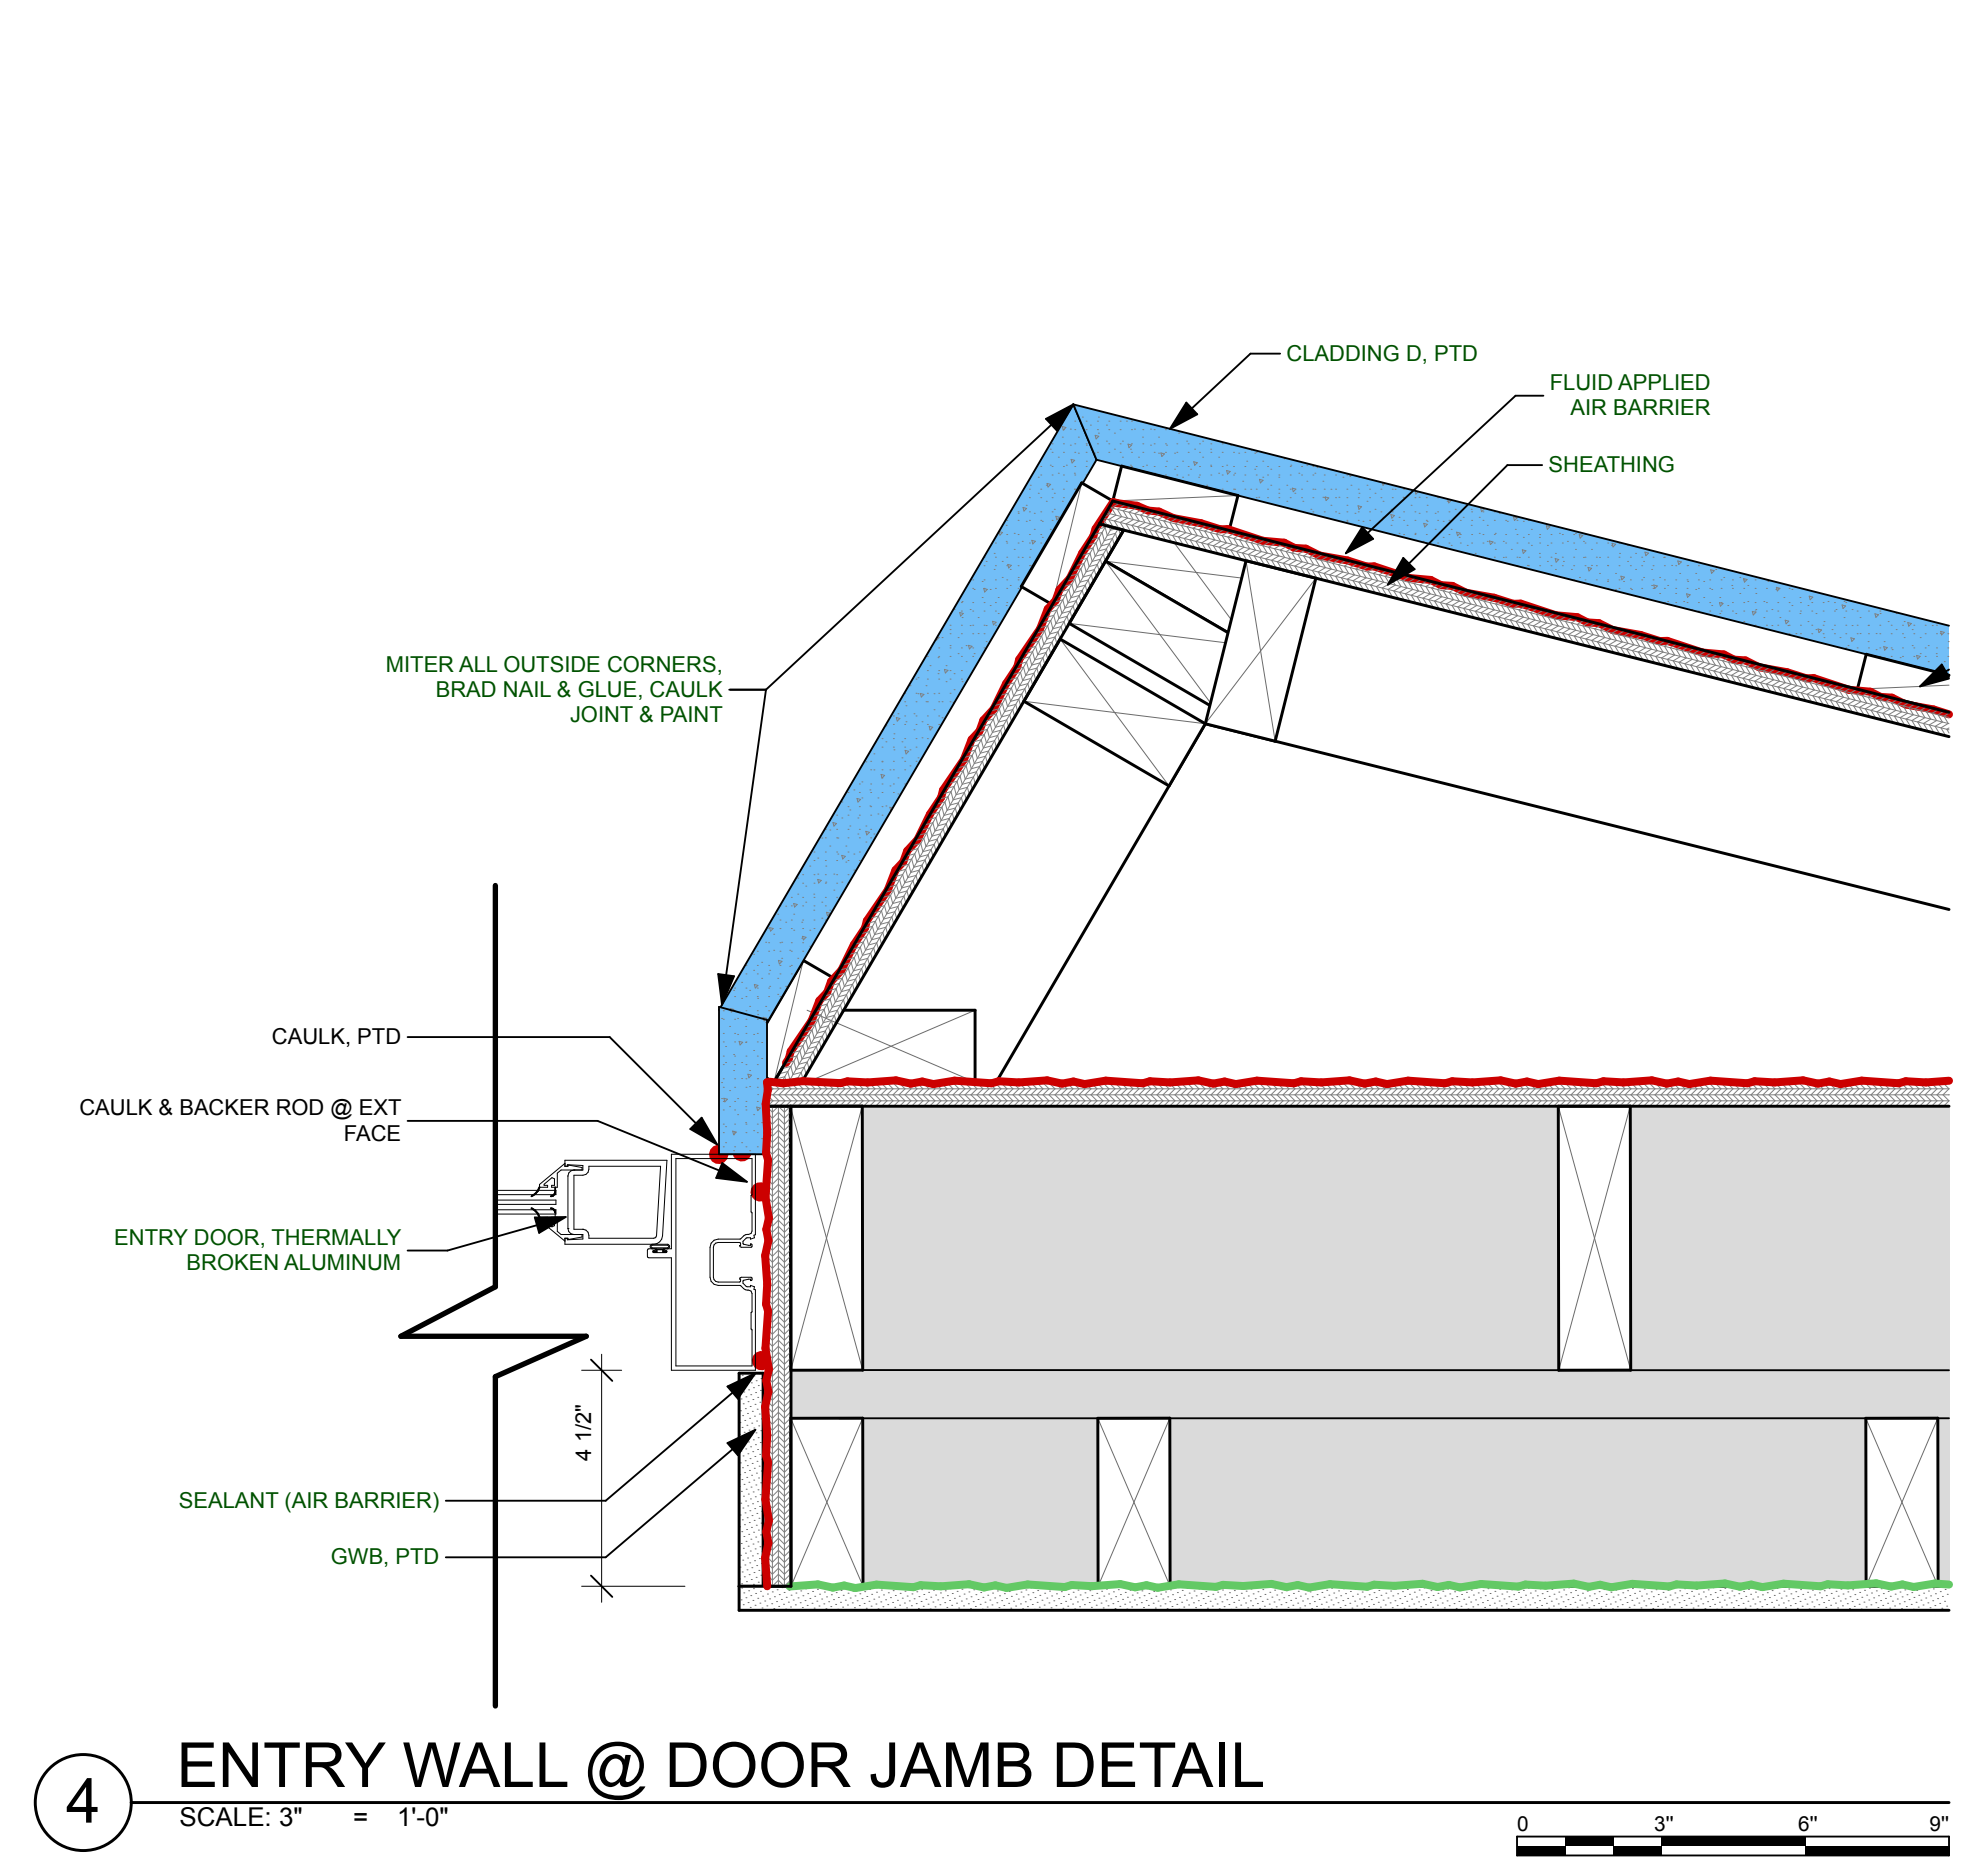 CLADDING D, PTD
FLUID APPLIED
AIR BARRIER
SHEATHING
MITER ALL OUTSIDE CORNERS,
BRAD NAIL & GLUE, CAULK
JOINT & PAINT
CAULK, PTD
CAULK & BACKER ROD @ EXT
FACE
ENTRY DOOR, THERMALLY
BROKEN ALUMINUM
4 1/2"
SEALANT (AIR BARRIER)
GWB, PTD
4
ENTRY WALL @ DOOR JAMB DETAIL
SCALE: 3" = 1'-0"
0 3" 6" 9"